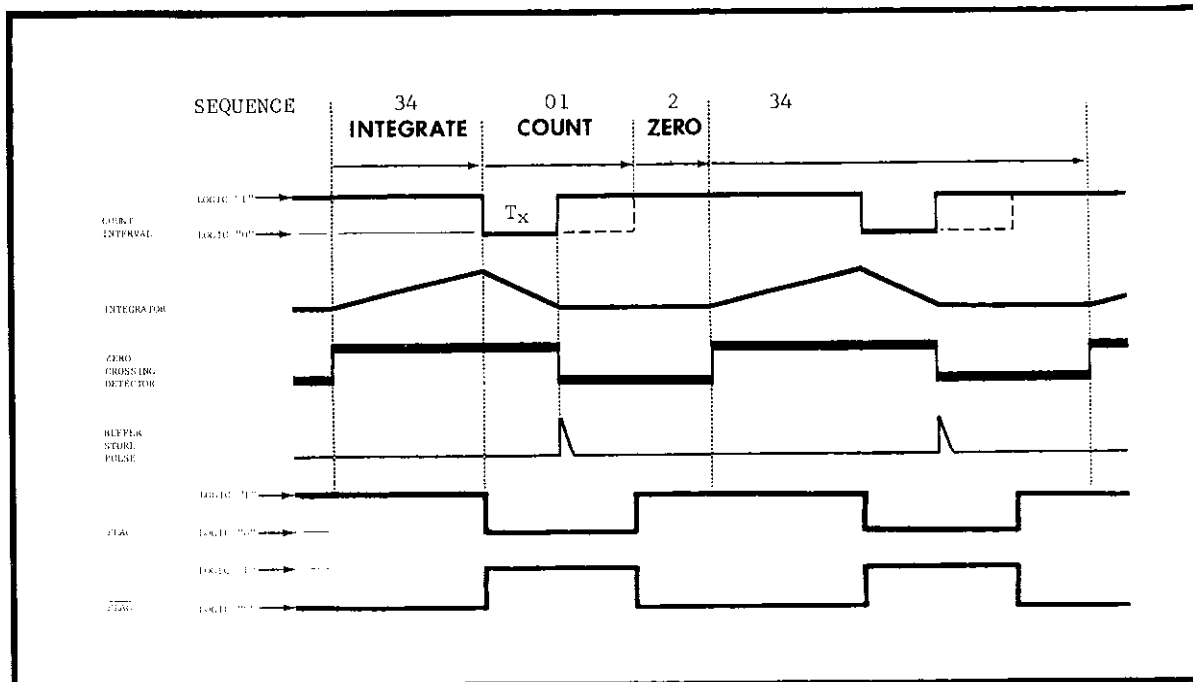 SEQUENCE 34 01 2 34
INTEGRATE COUNT ZERO
LOGIC "1"
COUNT
INTERVAL
Tx
LOGIC "0"
INTEGRATOR
ZERO
CROSSING
DETECTOR
BUFFER
STORE
PULSE
LOGIC "1"
FLAG LOGIC "0"
LOGIC "1"
FLAG LOGIC "0"